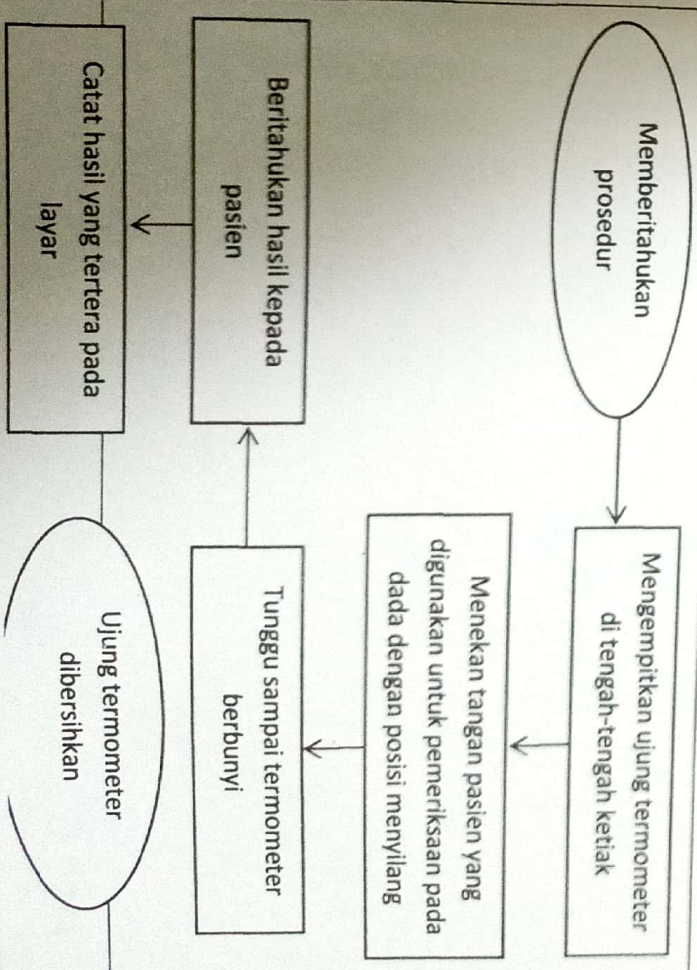 Memberitahukan
prosedur
Mengempitkan ujung termometer
di tengah-tengah ketiak
Menekan tangan pasien yang
digunakan untuk pemeriksaan pada
dada dengan posisi menyilang
Tunggu sampai termometer
berbunyi
Beritahukan hasil kepada
pasien
Catat hasil yang tertera pada
layar
Ujung termometer
dibersihkan